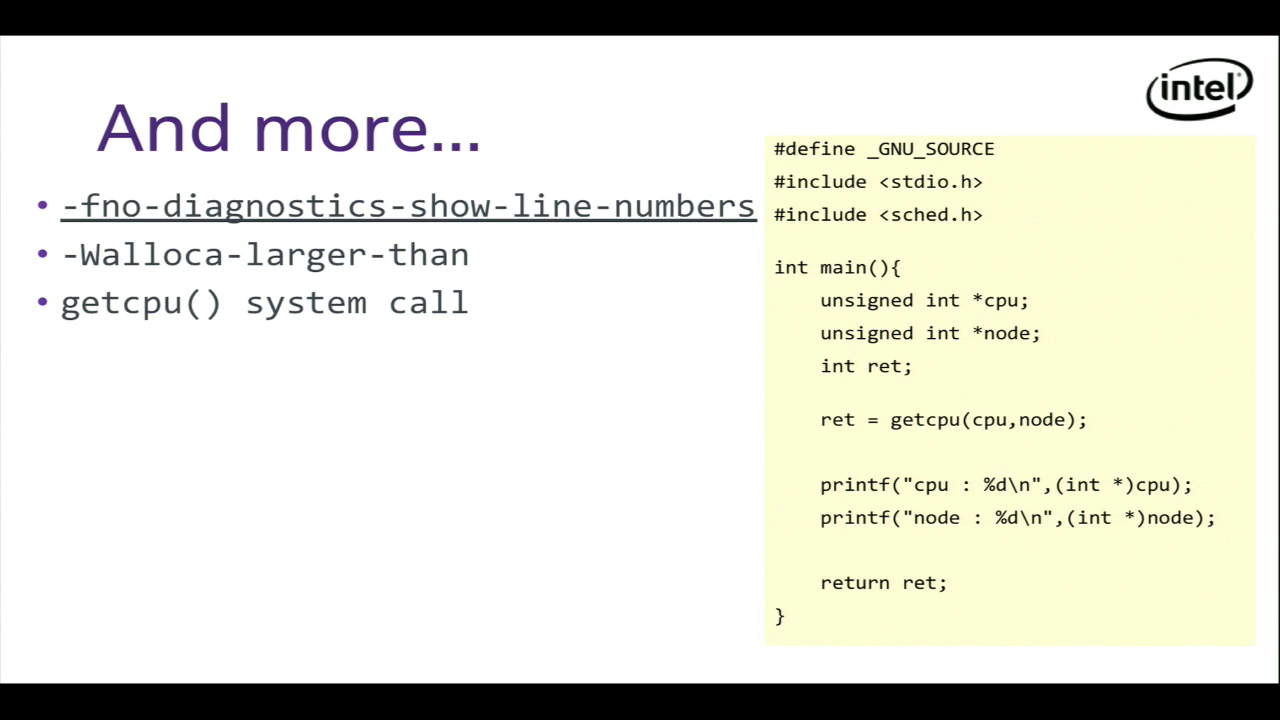 And more...
intel
• -fno-diagnostics-show-line-numbers
• -Walloca-larger-than
• getcpu() system call
#define _GNU_SOURCE
#include <stdio.h>
#include <sched.h>
int main(){
unsigned int *cpu;
unsigned int *node;
int ret;
ret = getcpu(cpu,node);
printf("cpu : %d\n",(int *)cpu);
printf("node : %d\n",(int *)node);
return ret;
}